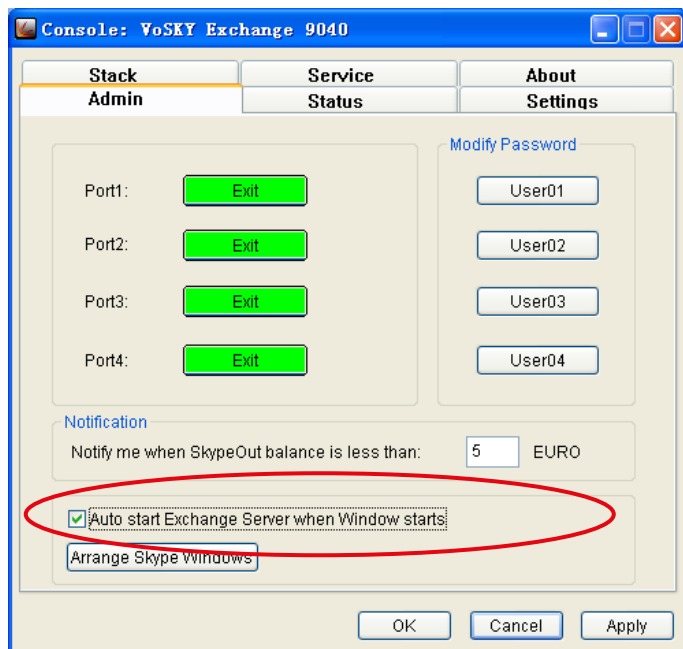 Console: VoSKY Exchange 9040
Stack Service About
Admin Status Settings
Modify Password
Port1: Exit User01
Port2: Exit User02
Port3: Exit User03
Port4: Exit User04
Notification
Notify me when SkypeOut balance is less than: 5 EURO
Auto start Exchange Server when Window starts
Arrange Skype Windows
OK Cancel Apply